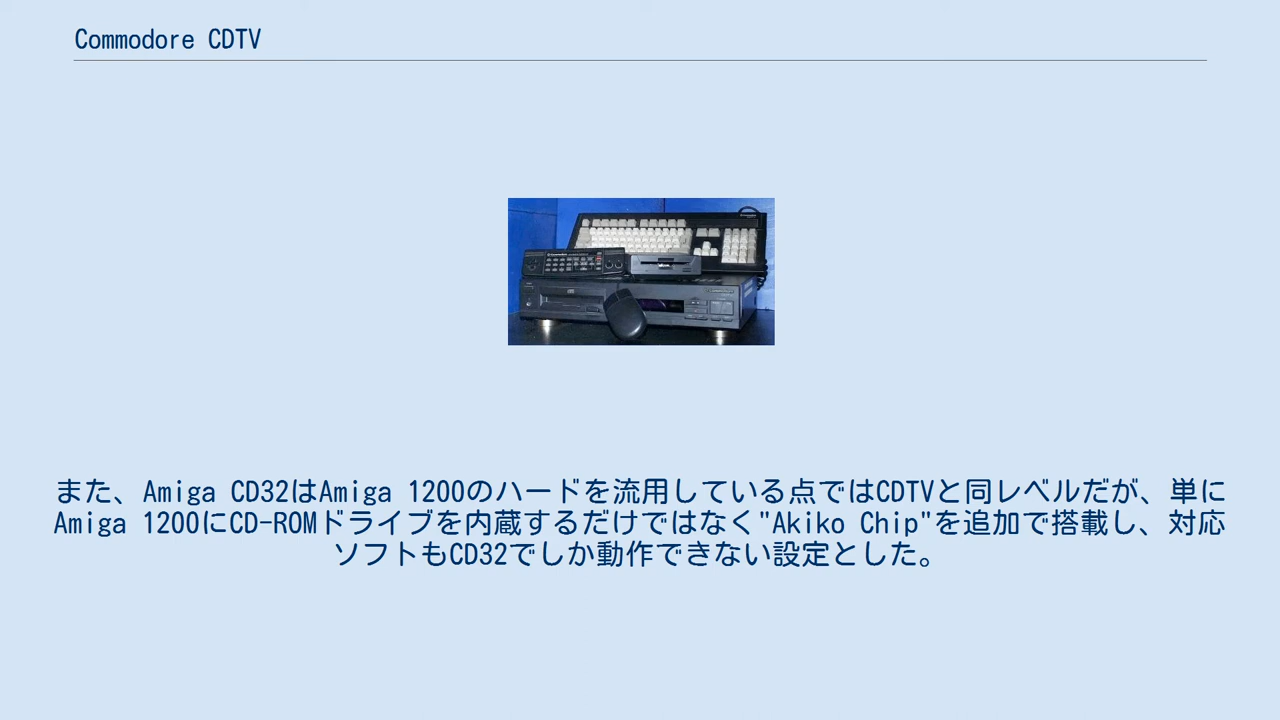 Commodore CDTV
また、Amiga CD32はAmiga 1200のハードを流用している点ではCDTVと同レベルだが、単に
Amiga 1200にCD-ROMドライブを内蔵するだけではなく"Akiko Chip"を追加で搭載し、対応
ソフトもCD32でしか動作できない設定とした。